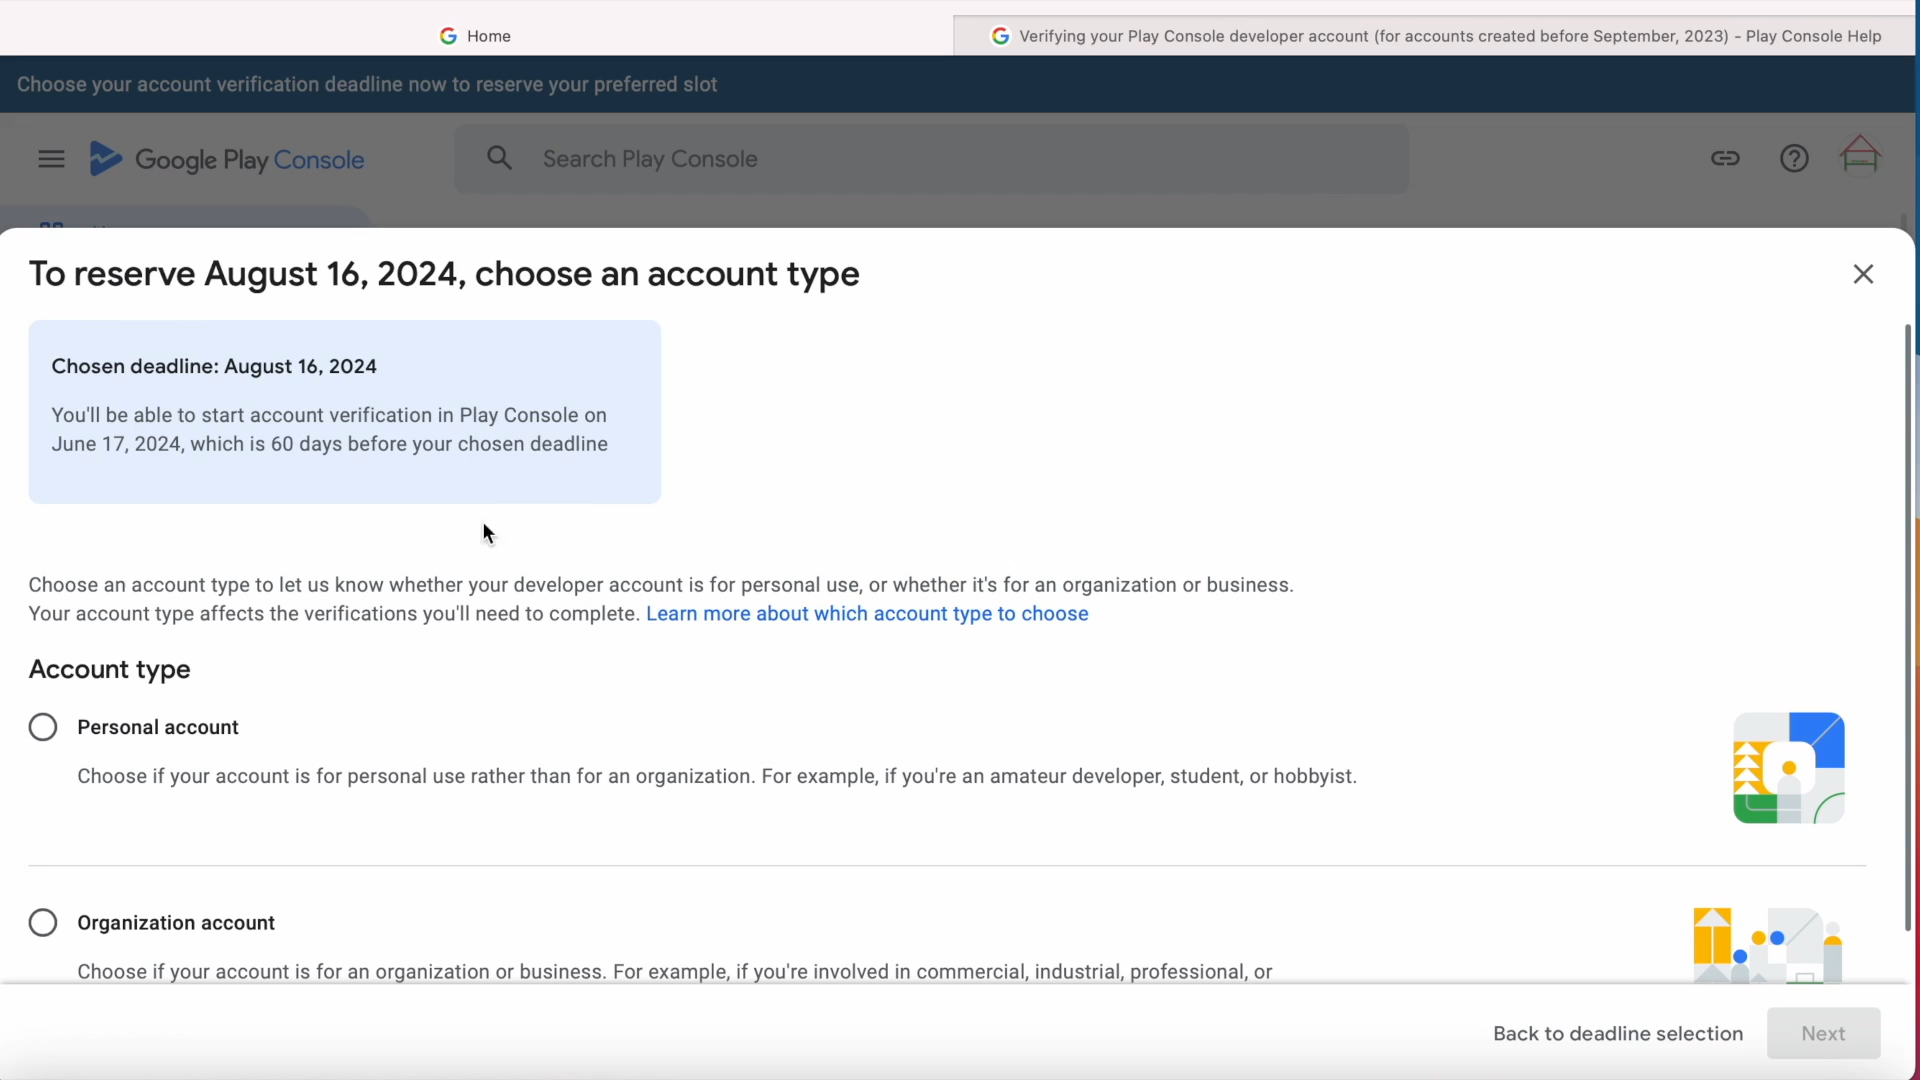 Home
Verifying your Play Console developer account (for accounts created before September, 2023) - Play Console Help
Choose your account verification deadline now to reserve your preferred slot
Google Play Console
Search Play Console
To reserve August 16, 2024, choose an account type
Chosen deadline: August 16, 2024
You'll be able to start account verification in Play Console on
June 17, 2024, which is 60 days before your chosen deadline
Choose an account type to let us know whether your developer account is for personal use, or whether it's for an organization or business.
Your account type affects the verifications you'll need to complete. Learn more about which account type to choose
Account type
Personal account
Choose if your account is for personal use rather than for an organization. For example, if you're an amateur developer, student, or hobbyist.
Organization account
Choose if your account is for an organization or business. For example, if you're involved in commercial, industrial, professional, or
Back to deadline selection
Next